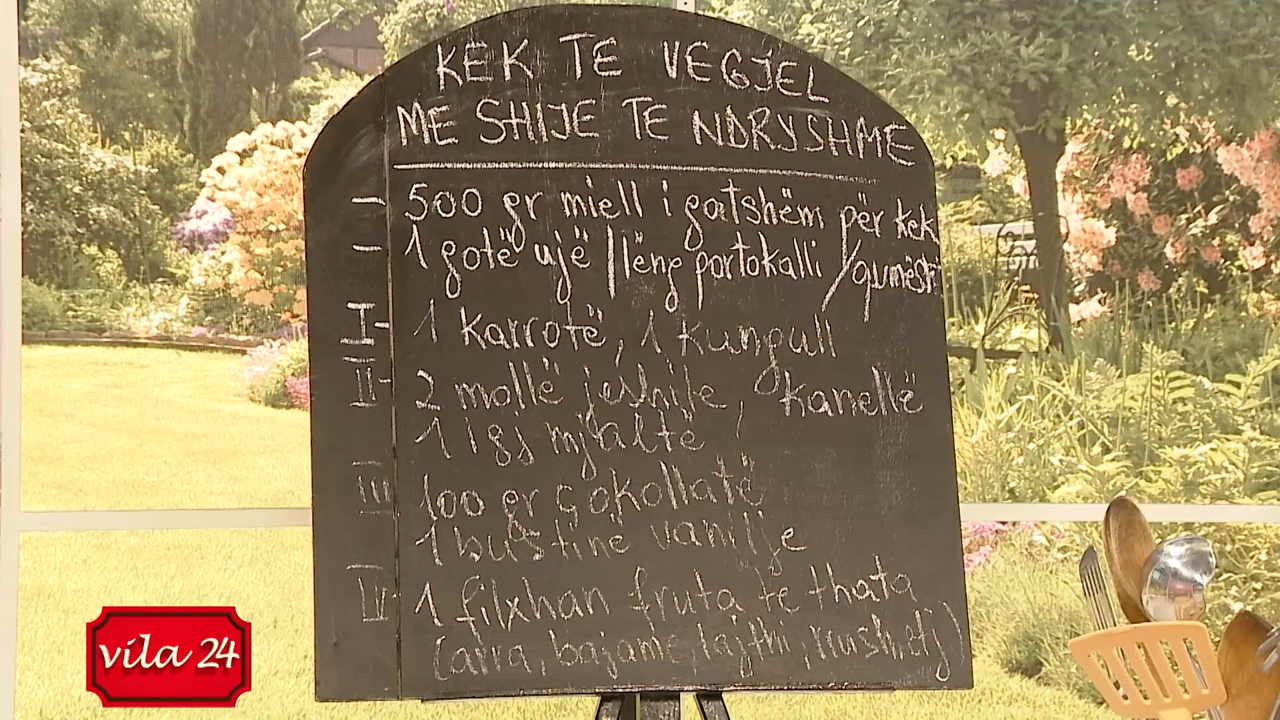 KEK TE VEGJEL
ME SHIJE TE NDRYSHME
- 500 gr miell i gatshëm për kek
- 1 gotë ujë / lëng portokalli / qumësht
I- 1 karrotë, 1 kungull
II- 2 mollë jeshile, kanellë
1 lgj mjaltë
III 100 gr çokollatë
1 bustinë vanilje
IV- 1 filxhan fruta të thata
(arra, bajame, lajthi, rrush, etj)
vila 24